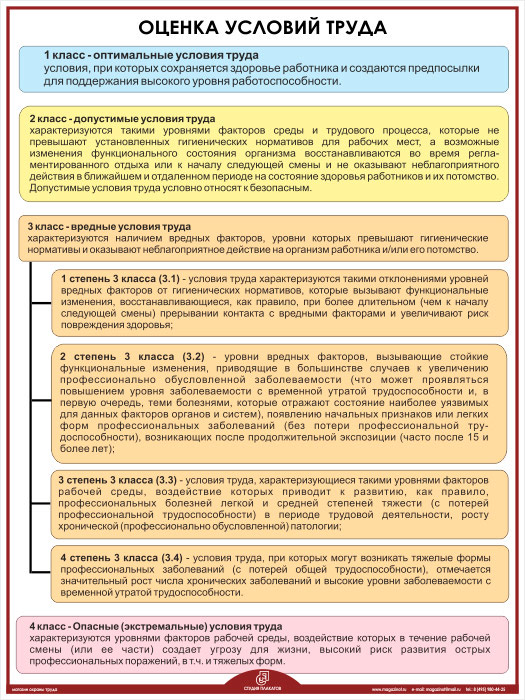 ОЦЕНКА УСЛОВИЙ ТРУДА
1 класс - оптимальные условия труда
условия, при которых сохраняется здоровье работника и создаются предпосылки
для поддержания высокого уровня работоспособности.
2 класс - допустимые условия труда
характеризуются такими уровнями факторов среды и трудового процесса, которые не
превышают установленных гигиенических нормативов для рабочих мест, а возможные
изменения функционального состояния организма восстанавливаются во время регла-
ментированного отдыха или к началу следующей смены и не оказывают неблагоприятного
действия в ближайшем и отдаленном периоде на состояние здоровья работников и их потомство.
Допустимые условия труда условно относят к безопасным.
3 класс - вредные условия труда
характеризуются наличием вредных факторов, уровни которых превышают гигиенические
нормативы и оказывают неблагоприятное действие на организм работника и/или его потомство.
1 степень 3 класса (3.1) - условия труда характеризуются такими отклонениями уровней
вредных факторов от гигиенических нормативов, которые вызывают функциональные
изменения, восстанавливающиеся, как правило, при более длительном (чем к началу
следующей смены) прерывании контакта с вредными факторами и увеличивают риск
повреждения здоровья;
2 степень 3 класса (3.2) - уровни вредных факторов, вызывающие стойкие
функциональные изменения, приводящие в большинстве случаев к увеличению
профессионально обусловленной заболеваемости (что может проявляться
повышением уровня заболеваемости с временной утратой трудоспособности и, в
первую очередь, теми болезнями, которые отражают состояние наиболее уязвимых
для данных факторов органов и систем), появлению начальных признаков или легких
форм профессиональных заболеваний (без потери профессиональной тру-
доспособности), возникающих после продолжительной экспозиции (часто после 15 и
более лет);
3 степень 3 класса (3.3) - условия труда, характеризующиеся такими уровнями факторов
рабочей среды, воздействие которых приводит к развитию, как правило,
профессиональных болезней легкой и средней степеней тяжести (с потерей
профессиональной трудоспособности) в периоде трудовой деятельности, росту
хронической (профессионально обусловленной) патологии;
4 степень 3 класса (3.4) - условия труда, при которых могут возникать тяжелые формы
профессиональных заболеваний (с потерей общей трудоспособности), отмечается
значительный рост числа хронических заболеваний и высокие уровни заболеваемости с
временной утратой трудоспособности.
4 класс - Опасные (экстремальные) условия труда
характеризуются уровнями факторов рабочей среды, воздействие которых в течение рабочей
смены (или ее части) создает угрозу для жизни, высокий риск развития острых
профессиональных поражений, в т.ч. и тяжелых форм.
магазин охраны труда
СТУДИЯ ПЛАКАТОВ
www.magazinot.ru e-mail: magazinot@mail.ru